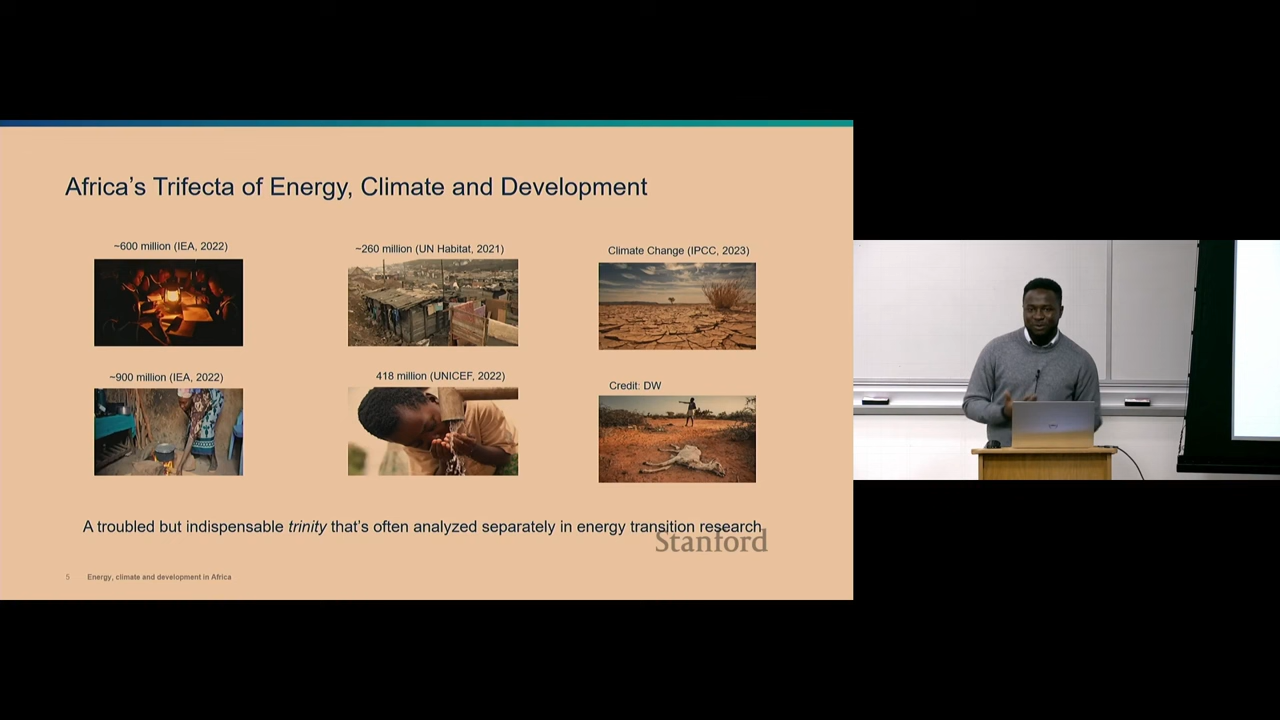 Africa's Trifecta of Energy, Climate and Development
~600 million (IEA, 2022)
~260 million (UN Habitat, 2021)
Climate Change (IPCC, 2023)
~900 million (IEA, 2022)
418 million (UNICEF, 2022)
Credit: DW
A troubled but indispensable trinity that's often analyzed separately in energy transition research.
Stanford
5 Energy, climate and development in Africa